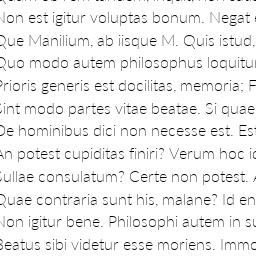 Non est igitur voluptas bonum. Negat
Que Manilium, ab iisque M. Quis istud,
Quo modo autem philosophus loquitur
Prioris generis est docilitas, memoria;
Sint modo partes vitae beatae. Si quae
De hominibus dici non necesse est. Est
An potest cupiditas finiri? Verum hoc
Sullae consulatum? Certe non potest.
Quae contraria sunt his, malane? Id en
Non igitur bene. Philosophi autem in su
Beatus sibi videtur esse moriens. Immo